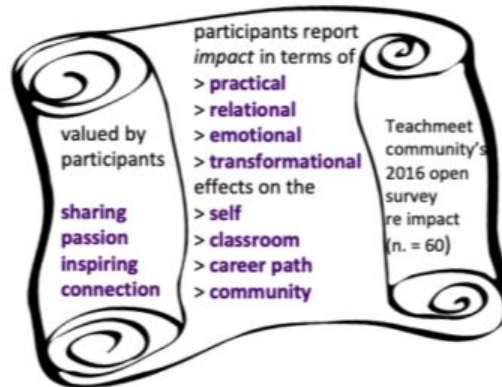 valued by
participants
sharing
passion
inspiring
connection
participants report
impact in terms of
> practical
> relational
> emotional
> transformational
effects on the
> self
> classroom
> career path
> community
Teachmeet
community's
2016 open
survey
re impact
(n. = 60)